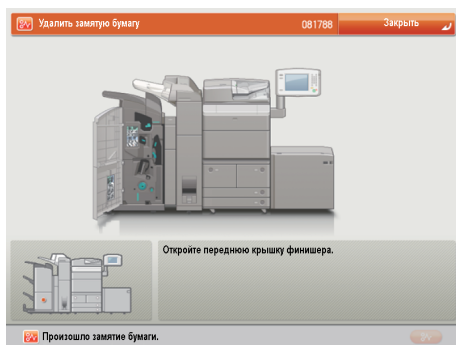 Удалить замятую бумагу
081788
Закрыть
Откройте переднюю крышку финишера.
Произошло замятие бумаги.